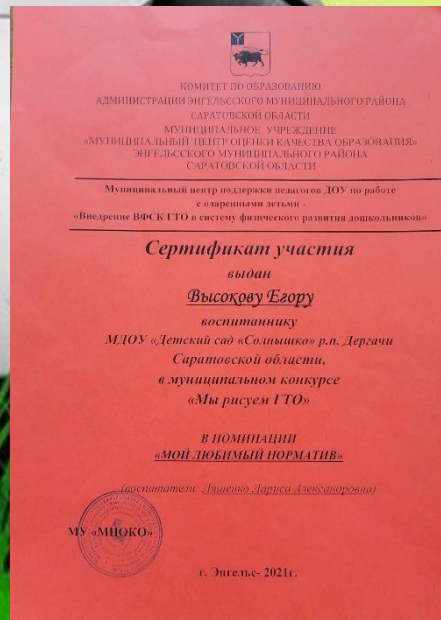 КОМИТЕТ ПО ОБРАЗОВАНИЮ
АДМИНИСТРАЦИИ ЭНГЕЛЬССКОГО МУНИЦИПАЛЬНОГО РАЙОНА
САРАТОВСКОЙ ОБЛАСТИ
МУНИЦИПАЛЬНОЕ УЧРЕЖДЕНИЕ
«МУНИЦИПАЛЬНЫЙ ЦЕНТР ОЦЕНКИ КАЧЕСТВА ОБРАЗОВАНИЯ»
ЭНГЕЛЬССКОГО МУНИЦИПАЛЬНОГО РАЙОНА
САРАТОВСКОЙ ОБЛАСТИ
Муниципальный центр поддержки педагогов ДОУ по работе
с одаренными детьми -
«Внедрение ВФСК ГТО в систему физического развития дошкольников»
Сертификат участия
выдан
Высокову Егору
воспитаннику
МДОУ «Детский сад «Солнышко» р.п. Дергачи
Саратовской области,
в муниципальном конкурсе
«Мы рисуем ГТО»
В НОМИНАЦИИ
«МОЙ ЛЮБИМЫЙ НОРМАТИВ»
(воспитатели: Ляшенко Лариса Александровна)
МУ «МЦОКО»
г. Энгельс- 2021г.